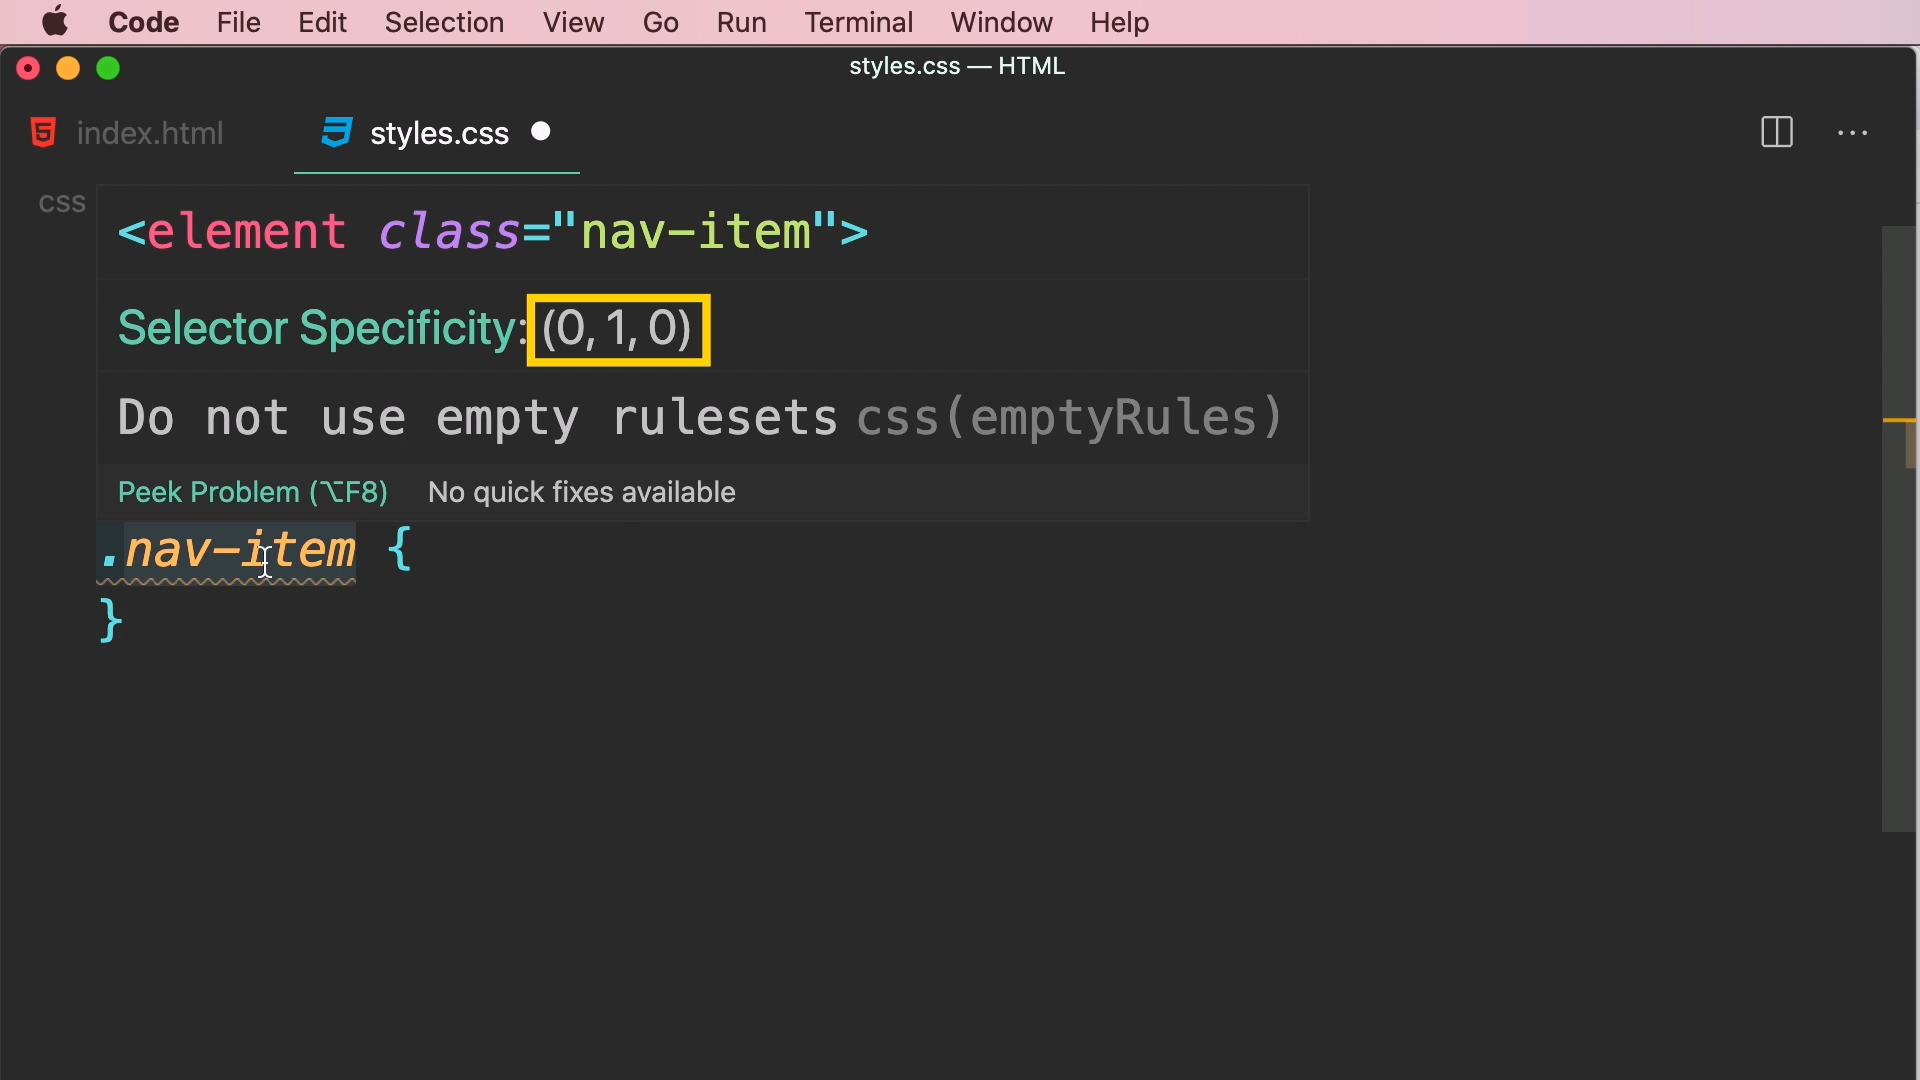 Code File Edit Selection View Go Run Terminal Window Help
styles.css — HTML
index.html styles.css
css
<element class="nav-item">
Selector Specificity: (0, 1, 0)
Do not use empty rulesets css(emptyRules)
Peek Problem (⌥F8) No quick fixes available
.nav-item {
}